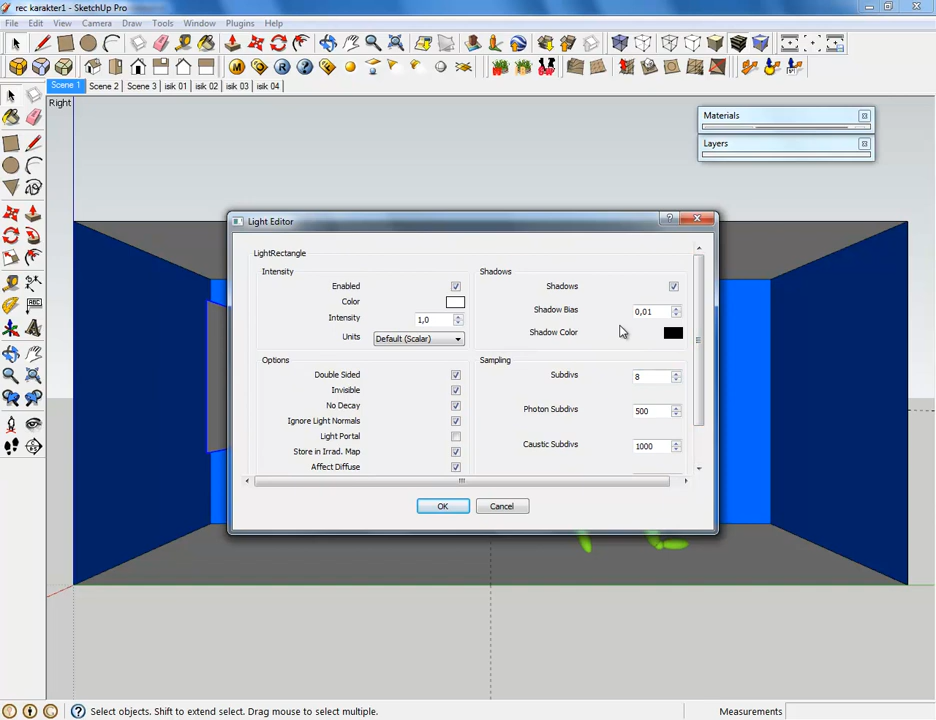 rec karakter1 - SketchUp Pro
File Edit View Camera Draw Tools Window Plugins Help
Scene 1 Scene 2 Scene 3 isik 01 isik 02 isik 03 isik 04
Right
Materials
Layers
Light Editor
LightRectangle
Intensity
Enabled
Color
Intensity 1,0
Units Default (Scalar)
Options
Double Sided
Invisible
No Decay
Ignore Light Normals
Light Portal
Store in Irrad. Map
Affect Diffuse
Shadows
Shadows
Shadow Bias 0,01
Shadow Color
Sampling
Subdivs 8
Photon Subdivs 500
Caustic Subdivs 1000
OK Cancel
Select objects. Shift to extend select. Drag mouse to select multiple.
Measurements